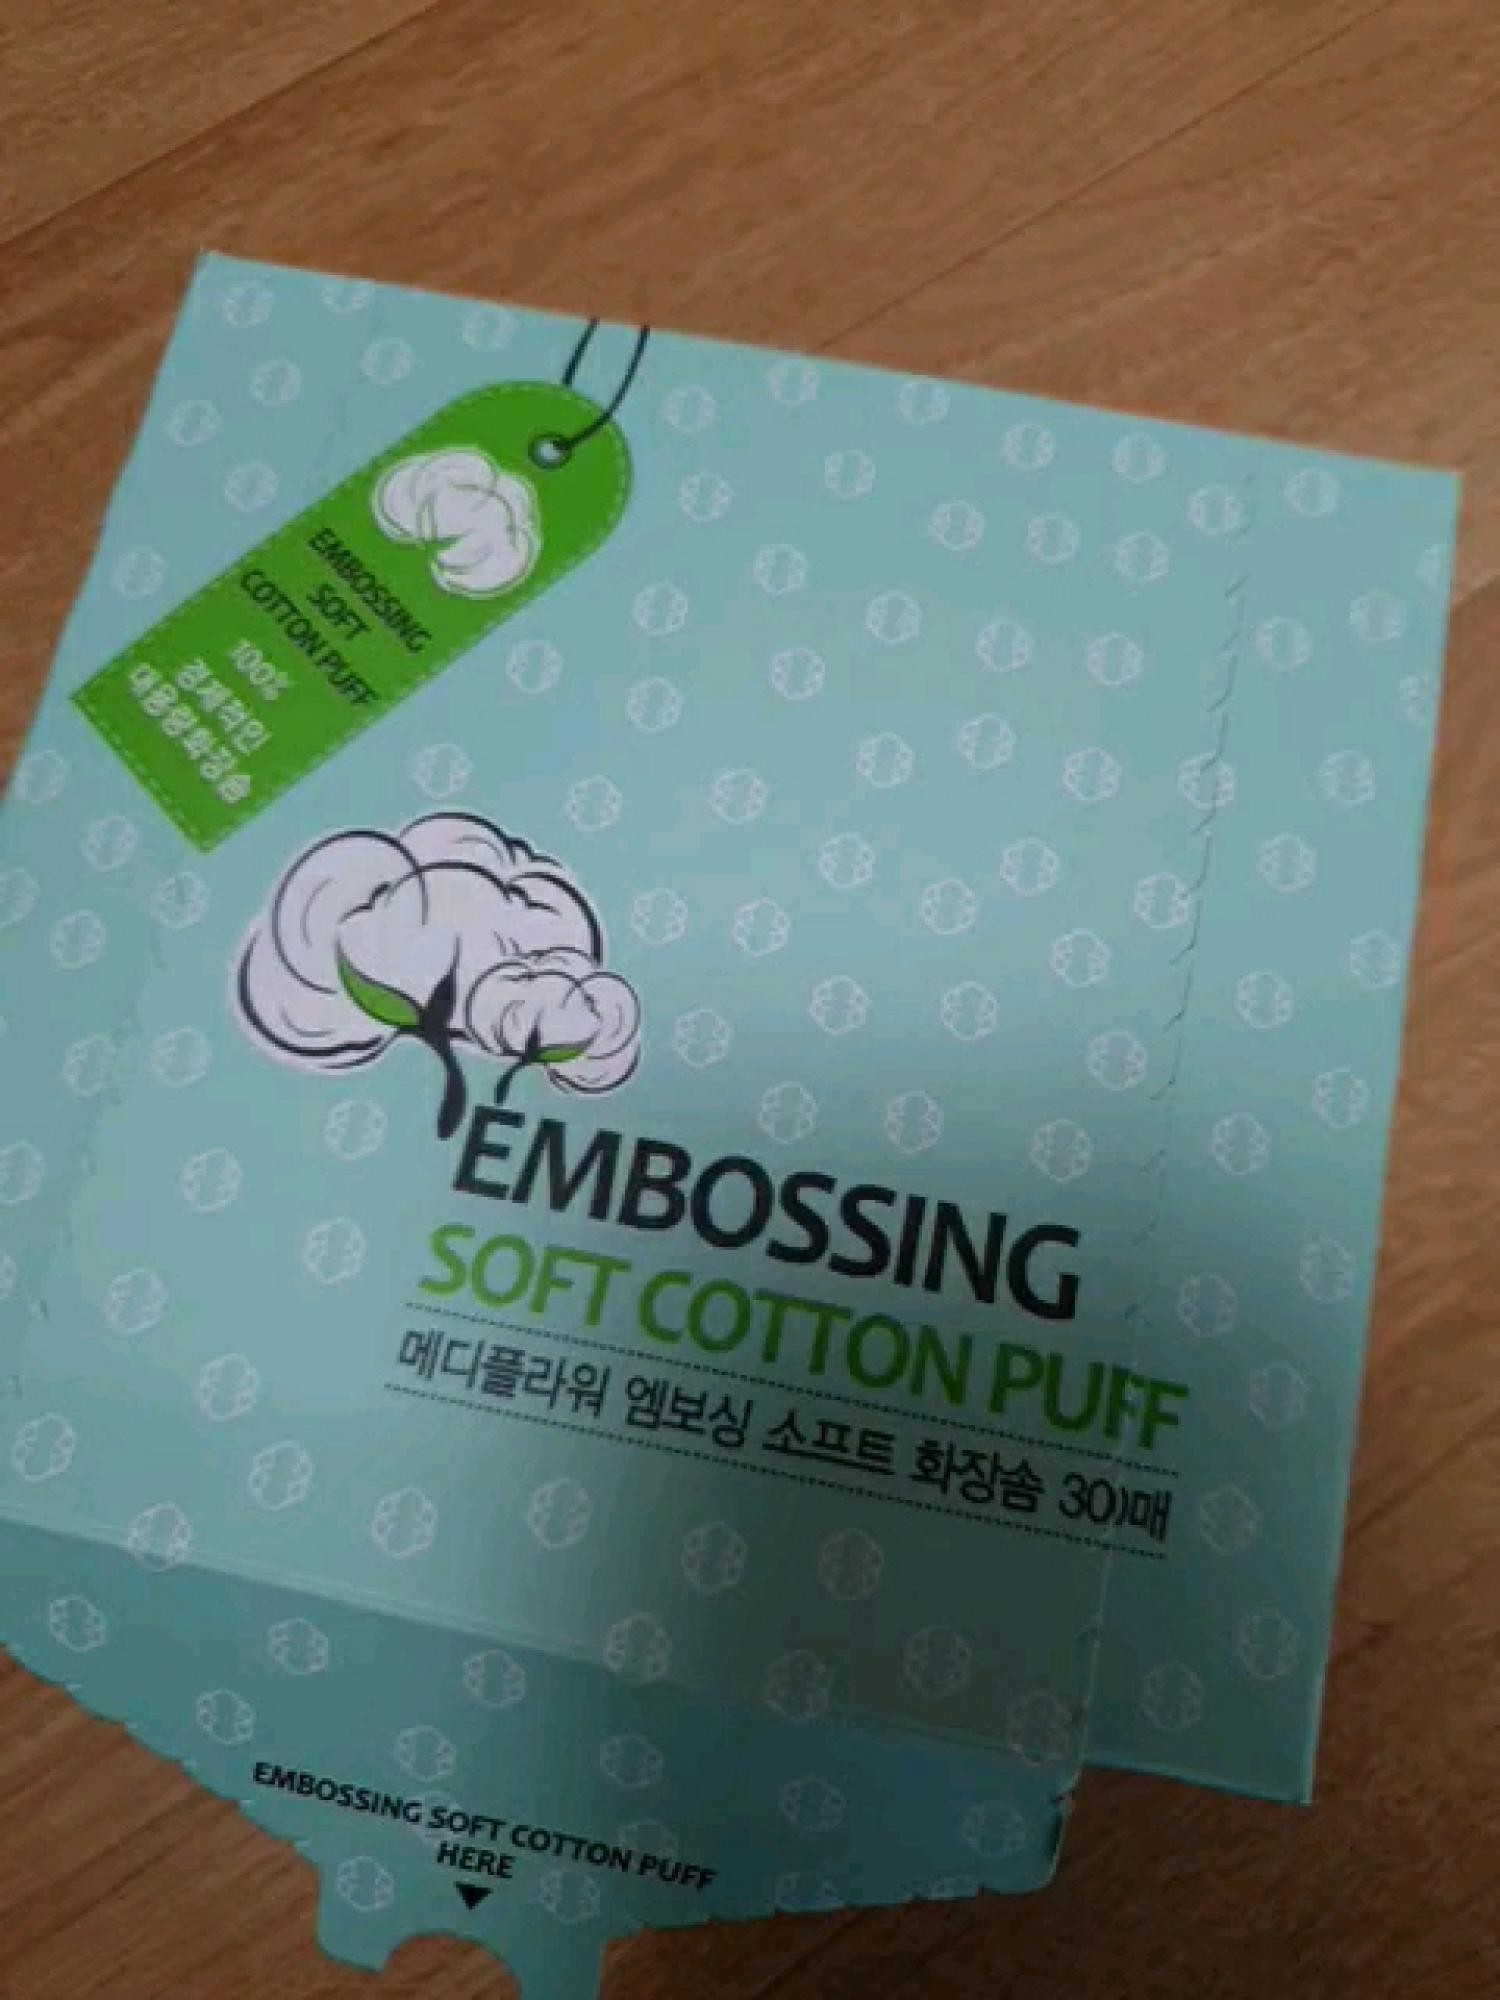 EMBOSSING
SOFT
COTTON PUFF
100%
경제적인
대용량화장솜
EMBOSSING
SOFT COTTON PUFF
메디플라워 엠보싱 소프트 화장솜 30)매
EMBOSSING SOFT COTTON PUFF
HERE